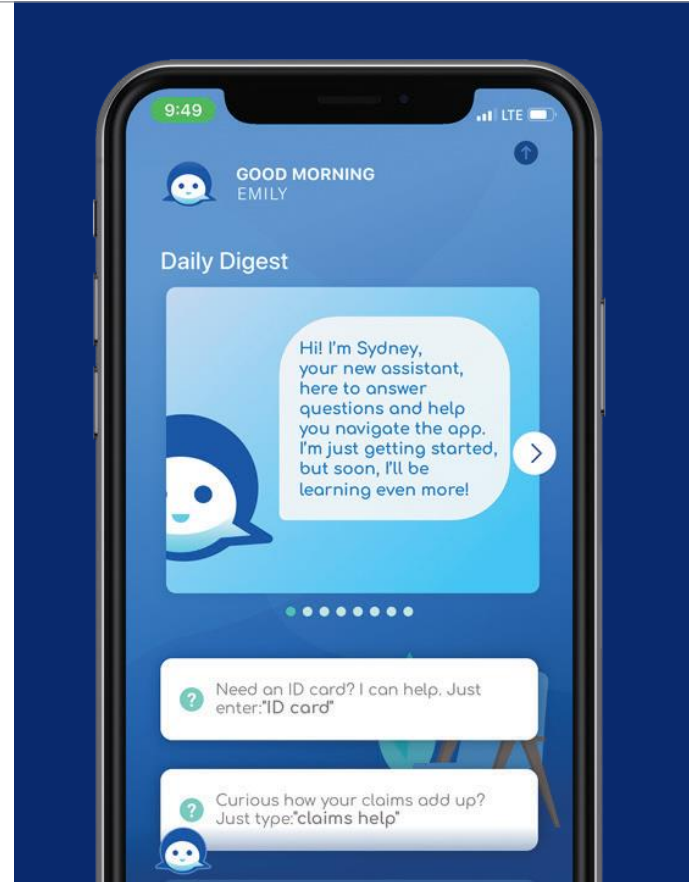 9:49
LTE
GOOD MORNING
EMILY
Daily Digest
Hi! I'm Sydney,
your new assistant,
here to answer
questions and help
you navigate the app.
I'm just getting started,
but soon, I'll be
learning even more!
? Need an ID card? I can help. Just
enter:"ID card"
? Curious how your claims add up?
Just type:"claims help"